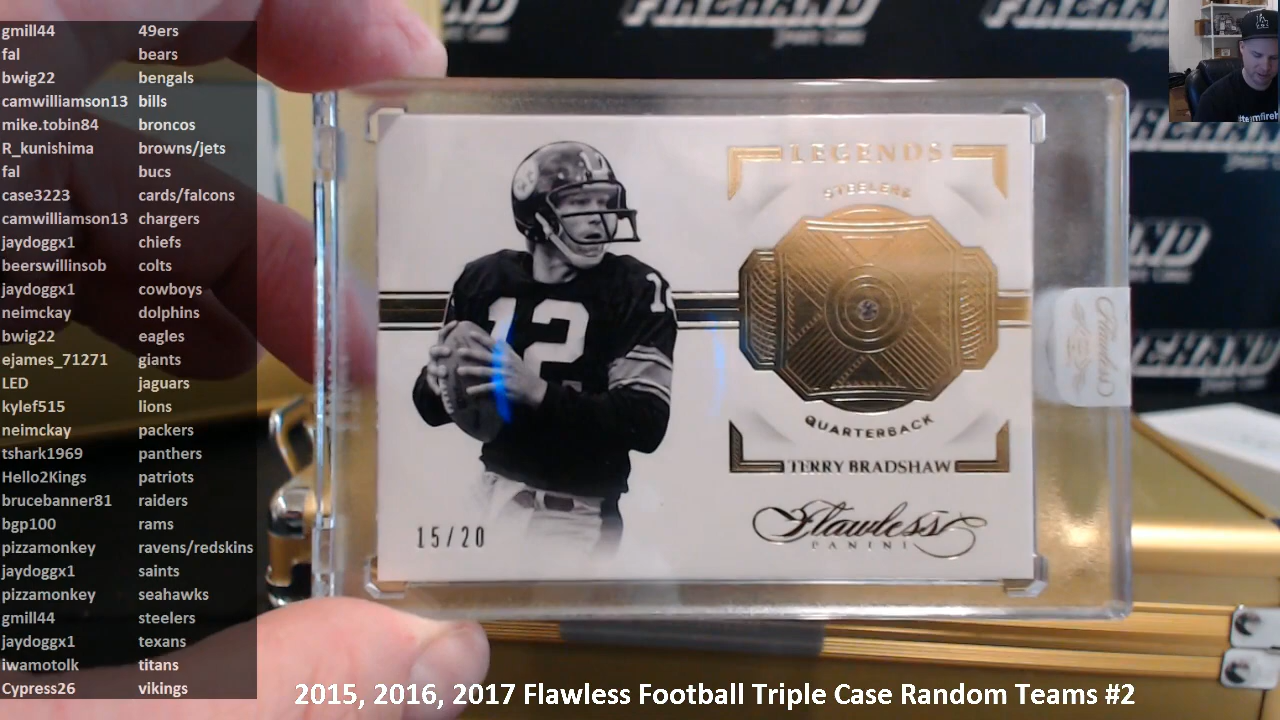 gmill44 49ers
fal bears
bwig22 bengals
camwilliamson13 bills
mike.tobin84 broncos
R_kunishima browns/jets
fal bucs
case3223 cards/falcons
camwilliamson13 chargers
jaydoggx1 chiefs
beerswillinsob colts
jaydoggx1 cowboys
neimckay dolphins
bwig22 eagles
ejames_71271 giants
LED jaguars
kylef515 lions
neimckay packers
tshark1969 panthers
Hello2Kings patriots
brucebanner81 raiders
bgp100 rams
pizzamonkey ravens/redskins
jaydoggx1 saints
pizzamonkey seahawks
gmill44 steelers
jaydoggx1 texans
iwamotolk titans
Cypress26 vikings
LEGENDS
STEELERS
12
QUARTERBACK
TERRY BRADSHAW
Flawless
PANINI
15/20
Flawless
2015, 2016, 2017 Flawless Football Triple Case Random Teams #2